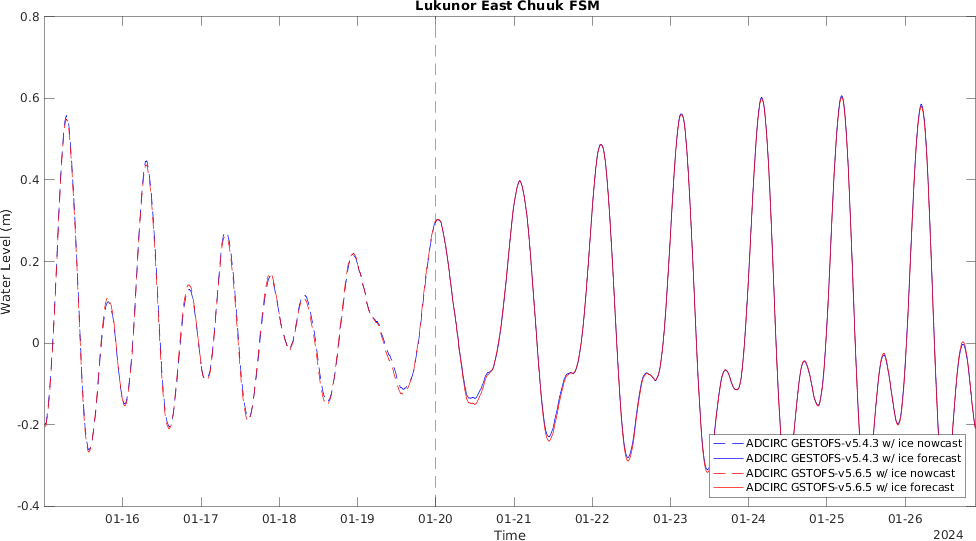 Lukunor East Chuuk FSM
0.8
0.6
0.4
0.2
0
-0.2
-0.4
Water Level (m)
01-16 01-17 01-18 01-19 01-20 01-21 01-22 01-23 01-24 01-25 01-26
Time
2024
ADCIRC GESTOFS-v5.4.3 w/ ice nowcast
ADCIRC GESTOFS-v5.4.3 w/ ice forecast
ADCIRC GSTOFS-v5.6.5 w/ ice nowcast
ADCIRC GSTOFS-v5.6.5 w/ ice forecast